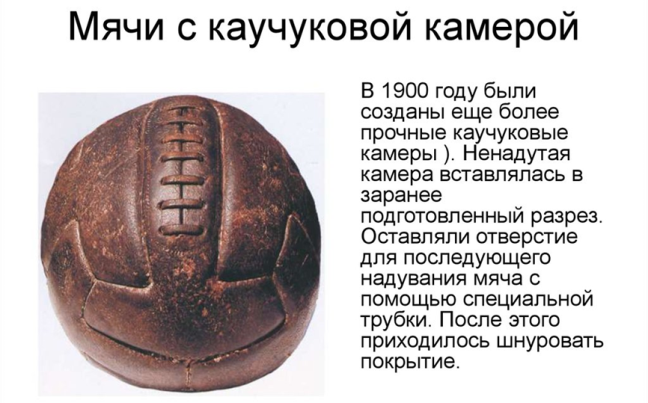 Мячи с каучуковой камерой
В 1900 году были
созданы еще более
прочные каучуковые
камеры ). Ненадутая
камера вставлялась в
заранее
подготовленный разрез.
Оставляли отверстие
для последующего
надувания мяча с
помощью специальной
трубки. После этого
приходилось шнуровать
покрытие.